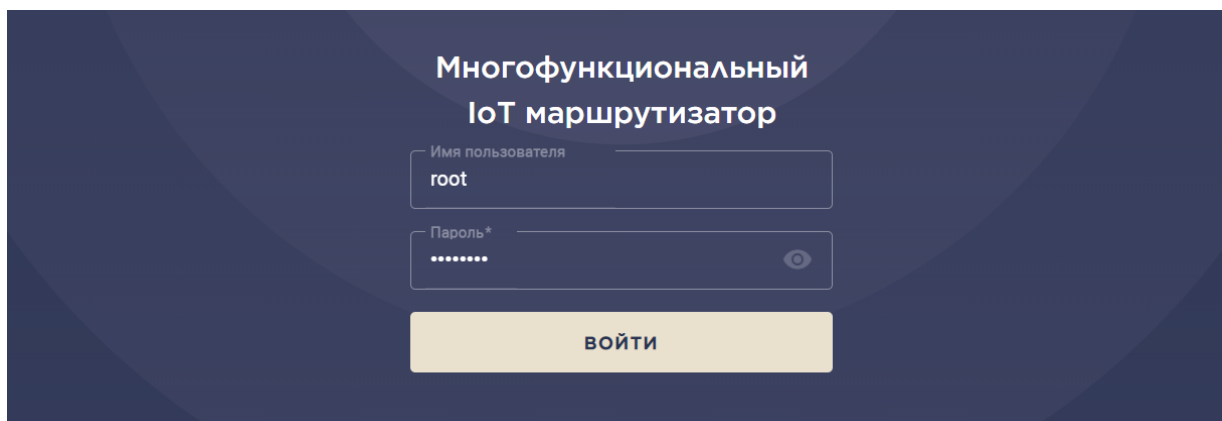 Многофункциональный
IoT маршрутизатор
Имя пользователя
root
Пароль*
••••••••
ВОЙТИ